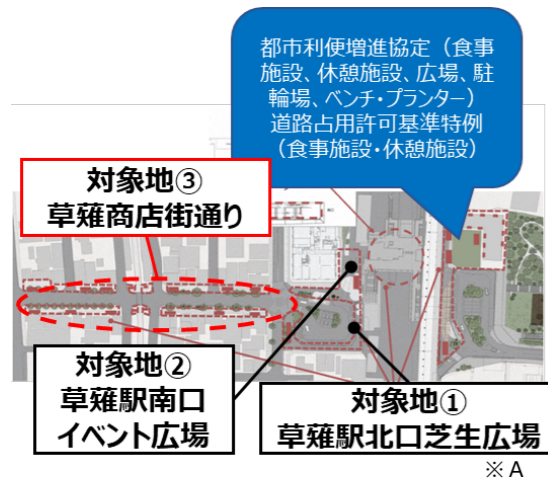 都市利便増進協定（食事
施設、休憩施設、広場、駐
輪場、ベンチ・プランター）
道路占用許可基準特例
（食事施設・休憩施設）
対象地③
草薙商店街通り
対象地②
草薙駅南口
イベント広場
対象地①
草薙駅北口芝生広場
※A